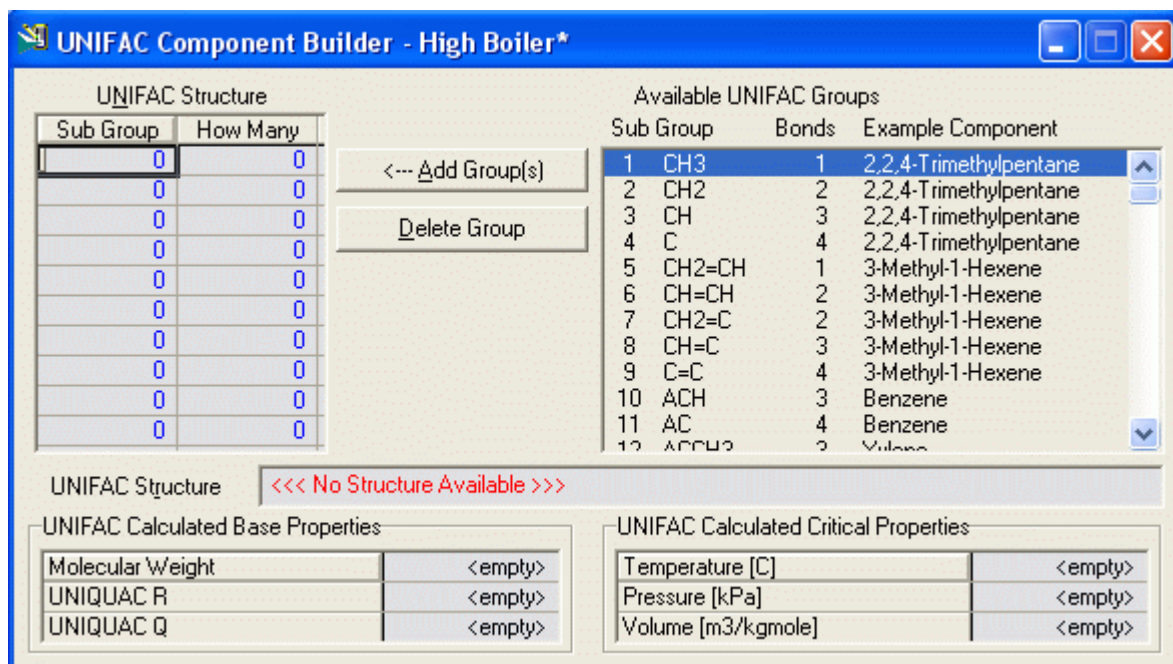 UNIFAC Component Builder - High Boiler*
UNIFAC Structure
Available UNIFAC Groups
Sub Group How Many
Sub Group Bonds Example Component
0 0
0 0
0 0
0 0
0 0
0 0
0 0
0 0
0 0
0 0
<--- Add Group(s)
Delete Group
1 CH3 1 2,2,4-Trimethylpentane
2 CH2 2 2,2,4-Trimethylpentane
3 CH 3 2,2,4-Trimethylpentane
4 C 4 2,2,4-Trimethylpentane
5 CH2=CH 1 3-Methyl-1-Hexene
6 CH=CH 2 3-Methyl-1-Hexene
7 CH2=C 2 3-Methyl-1-Hexene
8 CH=C 3 3-Methyl-1-Hexene
9 C=C 4 3-Methyl-1-Hexene
10 ACH 3 Benzene
11 AC 4 Benzene
12 ACCH3 3 Xylene
UNIFAC Structure <<< No Structure Available >>>
UNIFAC Calculated Base Properties
Molecular Weight <empty>
UNIQUAC R <empty>
UNIQUAC Q <empty>
UNIFAC Calculated Critical Properties
Temperature [C] <empty>
Pressure [kPa] <empty>
Volume [m3/kgmole] <empty>